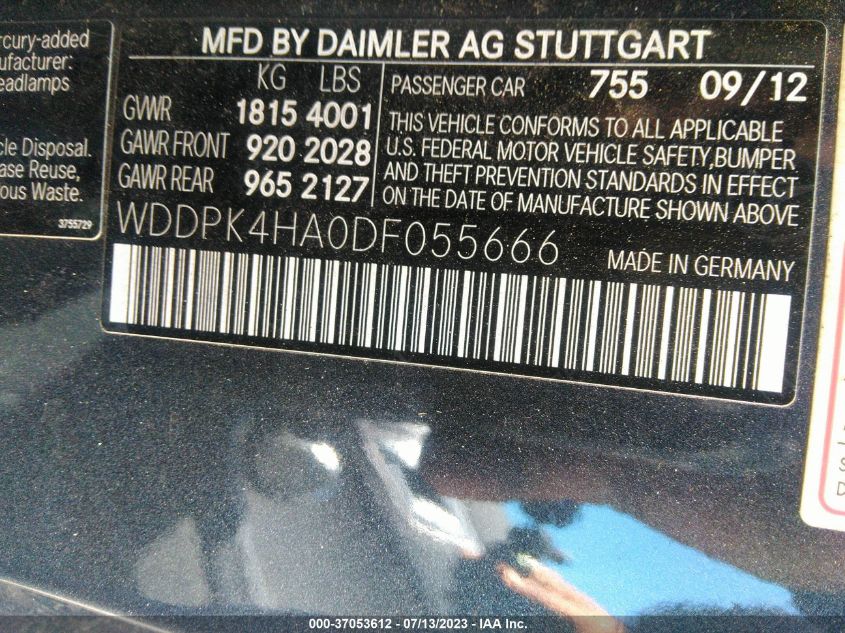 rcury-added
nufacturer:
eadlamps
cle Disposal.
ase Reuse,
rous Waste.
3755729
MFD BY DAIMLER AG STUTTGART
KG LBS
GVWR 1815 4001
GAWR FRONT 920 2028
GAWR REAR 965 2127
PASSENGER CAR 755 09/12
THIS VEHICLE CONFORMS TO ALL APPLICABLE
U.S. FEDERAL MOTOR VEHICLE SAFETY,BUMPER
AND THEFT PREVENTION STANDARDS IN EFFECT
ON DATE OF MANUFACTURE SHOWN ABOVE
WDDPK4HA0DF055666
MADE IN GERMANY
S
D
000-37053612 - 07/13/2023 - IAA Inc.